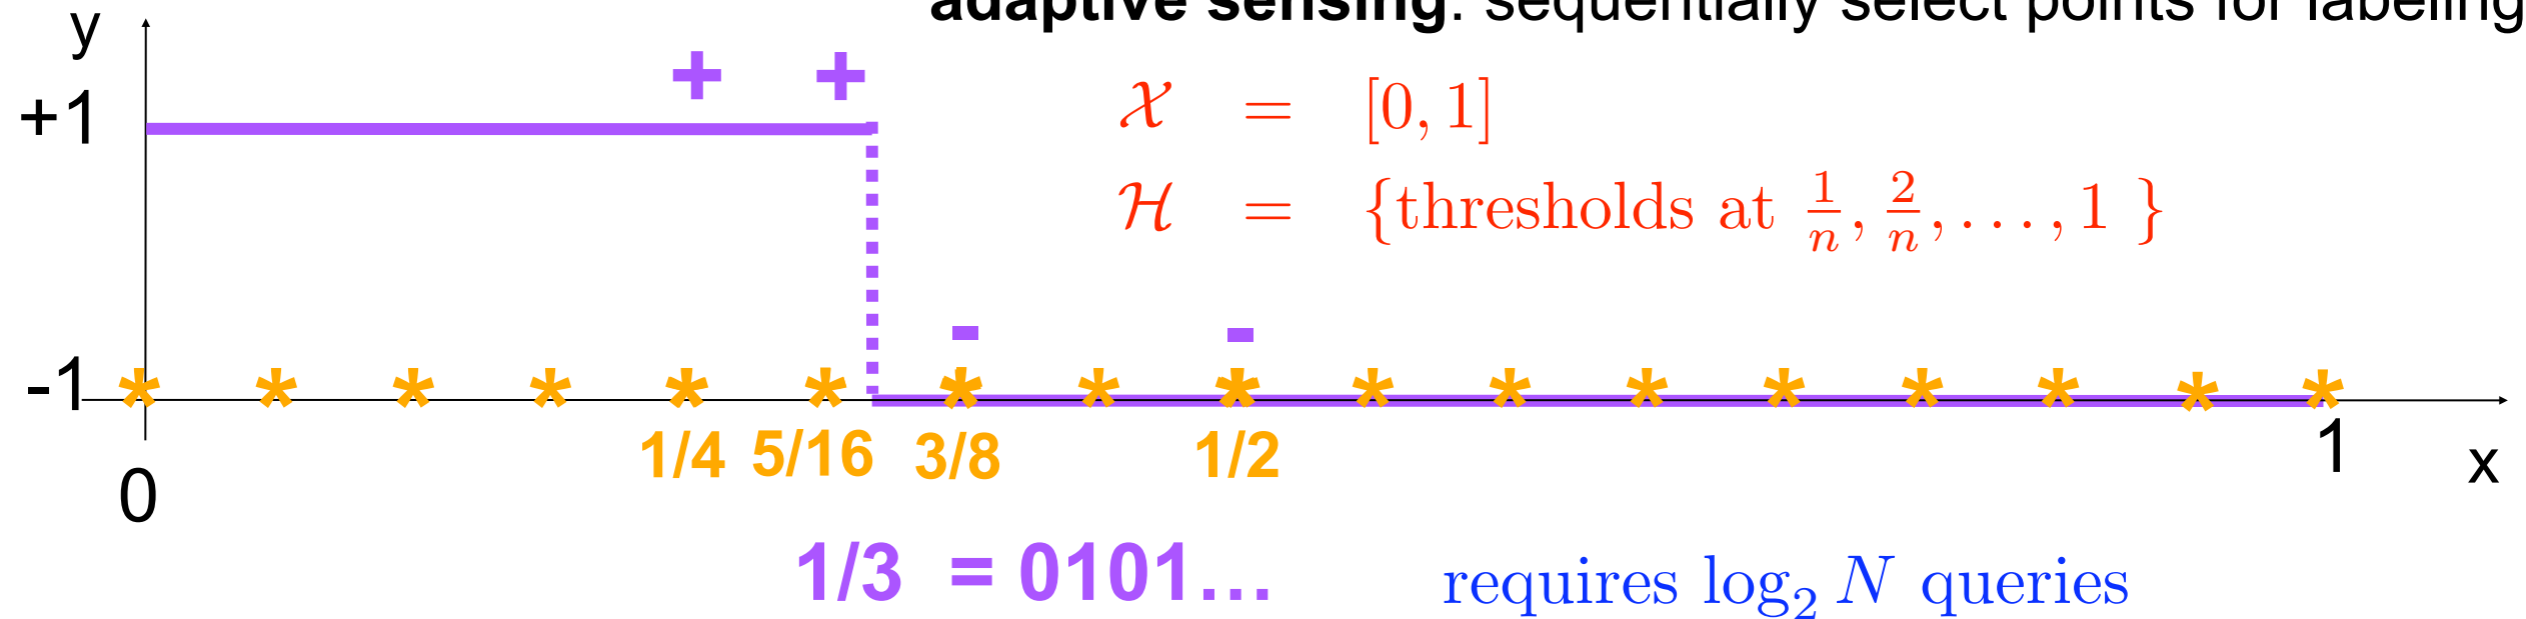 adaptive sensing: sequentially select points for labeling
y
+ +
+1
𝒳 = [0, 1]
ℋ = {thresholds at 1/n, 2/n, . . . , 1 }
- -
-1 * * * * * * * * * * * * * * * * *
1/4 5/16 3/8 1/2 1 x
0
1/3 = 0101...
requires log₂ N queries